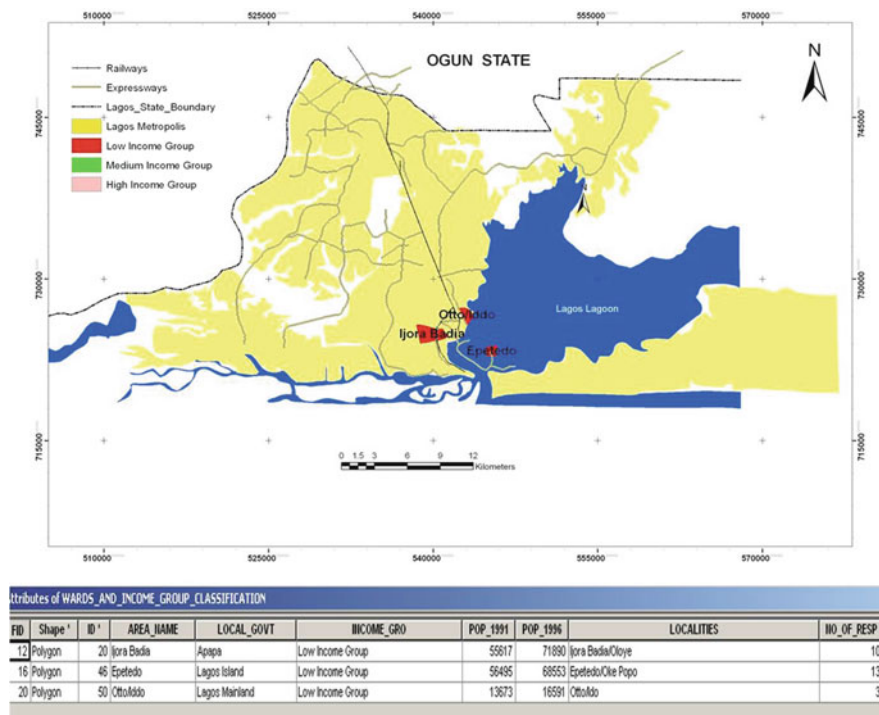 OGUN STATE
N
Railways
Expressways
Lagos_State_Boundary
Lagos Metropolis
Low Income Group
Medium Income Group
High Income Group
745000
745000
730000
730000
715000
715000
Otto/Iddo
Ijora Badia
Epetedo
Lagos Lagoon
0 1.5 3 6 9 12
Kilometers
510000 525000 540000 555000 570000
510000 525000 540000 555000 570000
ttributes of WARDS_AND_INCOME_GROUP_CLASSIFICATION
FID Shape * ID * AREA_NAME LOCAL_GOVT INCOME_GRO POP_1991 POP_1996 LOCALITIES NO_OF_RESP
12 Polygon 20 Ijora Badia Apapa Low Income Group 55617 71890 Ijora Badia/Oloye 10
16 Polygon 46 Epetedo Lagos Island Low Income Group 56495 68553 Epetedo/Oke Popo 13
20 Polygon 50 Otto/Iddo Lagos Mainland Low Income Group 13673 16591 Otto/Ido 3